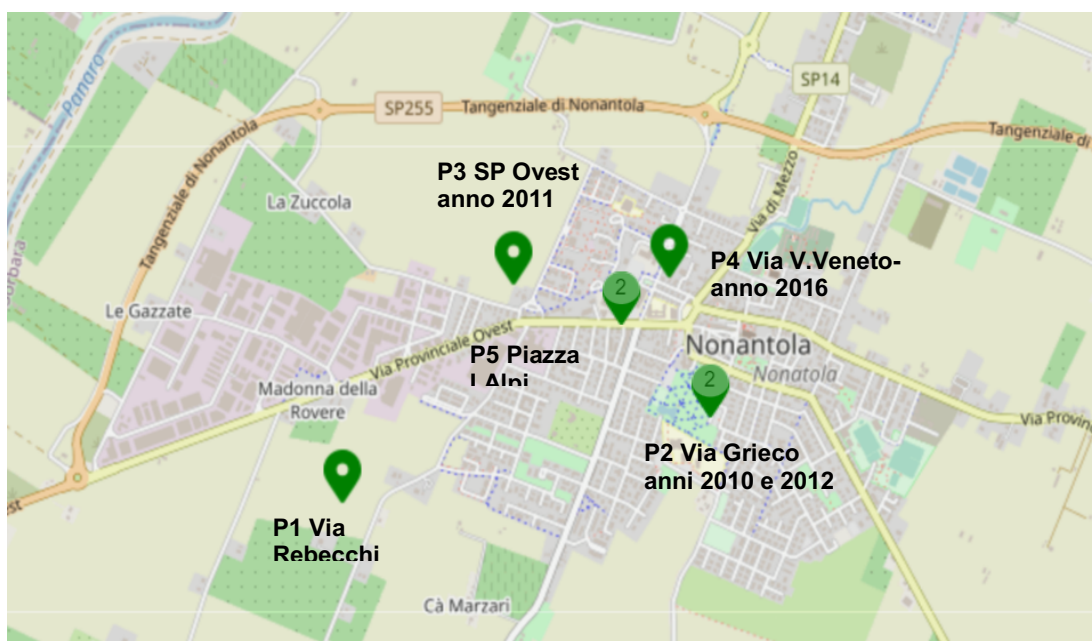 Panaro
SP14
SP255
Tangenziale di Nonantola
Tangenziale di
Tangenziale di Nonantola
P3 SP Ovest
anno 2011
Via di Mezzo
La Zuccola
P4 Via V.Veneto-
anno 2016
2
Le Gazzate
Via Provinciale Ovest
Nonantola
P5 Piazza
Nonatola
2
Madonna della
Rovere
P2 Via Grieco
anni 2010 e 2012
P1 Via
Rebecchi
Cà Marzari